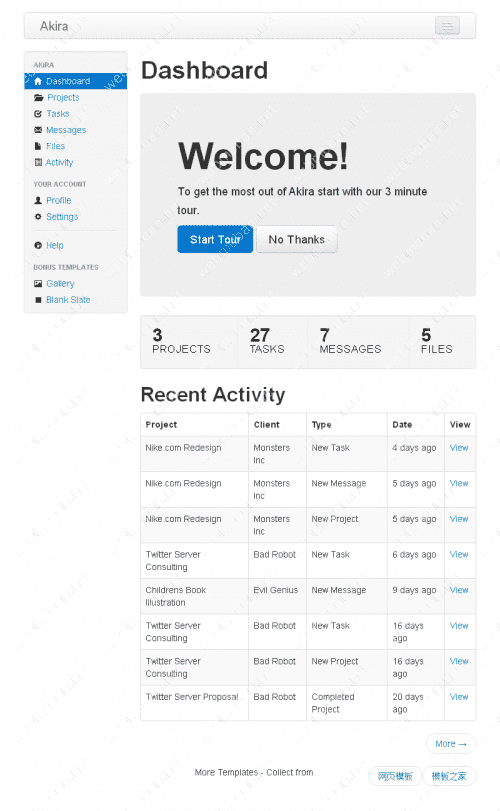 Akira
AKIRA
Dashboard
Projects
Tasks
Messages
Files
Activity
YOUR ACCOUNT
Profile
Settings
Help
BONUS TEMPLATES
Gallery
Blank Slate
Dashboard
Welcome!
To get the most out of Akira start with our 3 minute
tour.
Start Tour No Thanks
3 27 7 5
PROJECTS TASKS MESSAGES FILES
Recent Activity
Project Client Type Date View
Nike.com Redesign Monsters New Task 4 days ago View
Inc
Nike.com Redesign Monsters New Message 5 days ago View
Inc
Nike.com Redesign Monsters New Project 5 days ago View
Inc
Twitter Server Bad Robot New Task 6 days ago View
Consulting
Childrens Book Evil Genius New Message 9 days ago View
Illustration
Twitter Server Bad Robot New Task 16 days View
Consulting ago
Twitter Server Bad Robot New Project 16 days View
Consulting ago
Twitter Server Proposal Bad Robot Completed 20 days View
Project ago
More →
More Templates - Collect from 网页模板 模板之家